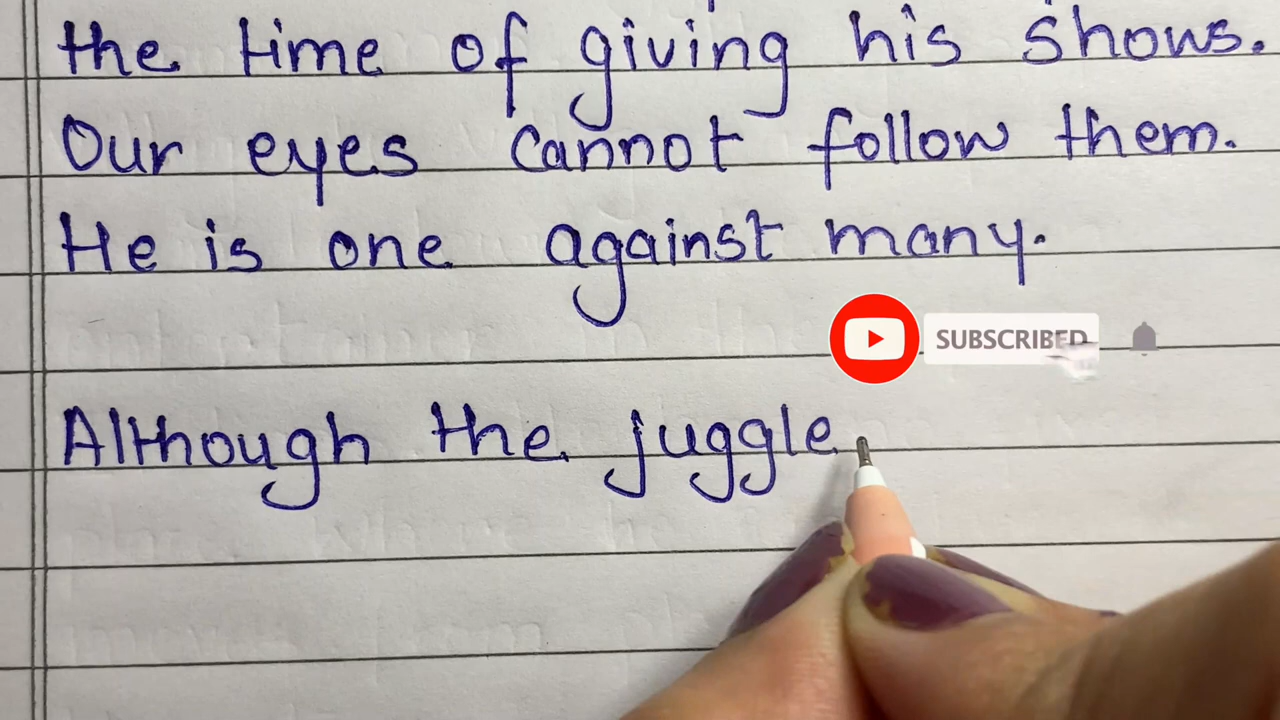 the time of giving his shows.
Our eyes cannot follow them.
He is one against many.
SUBSCRIBED
Although the juggle